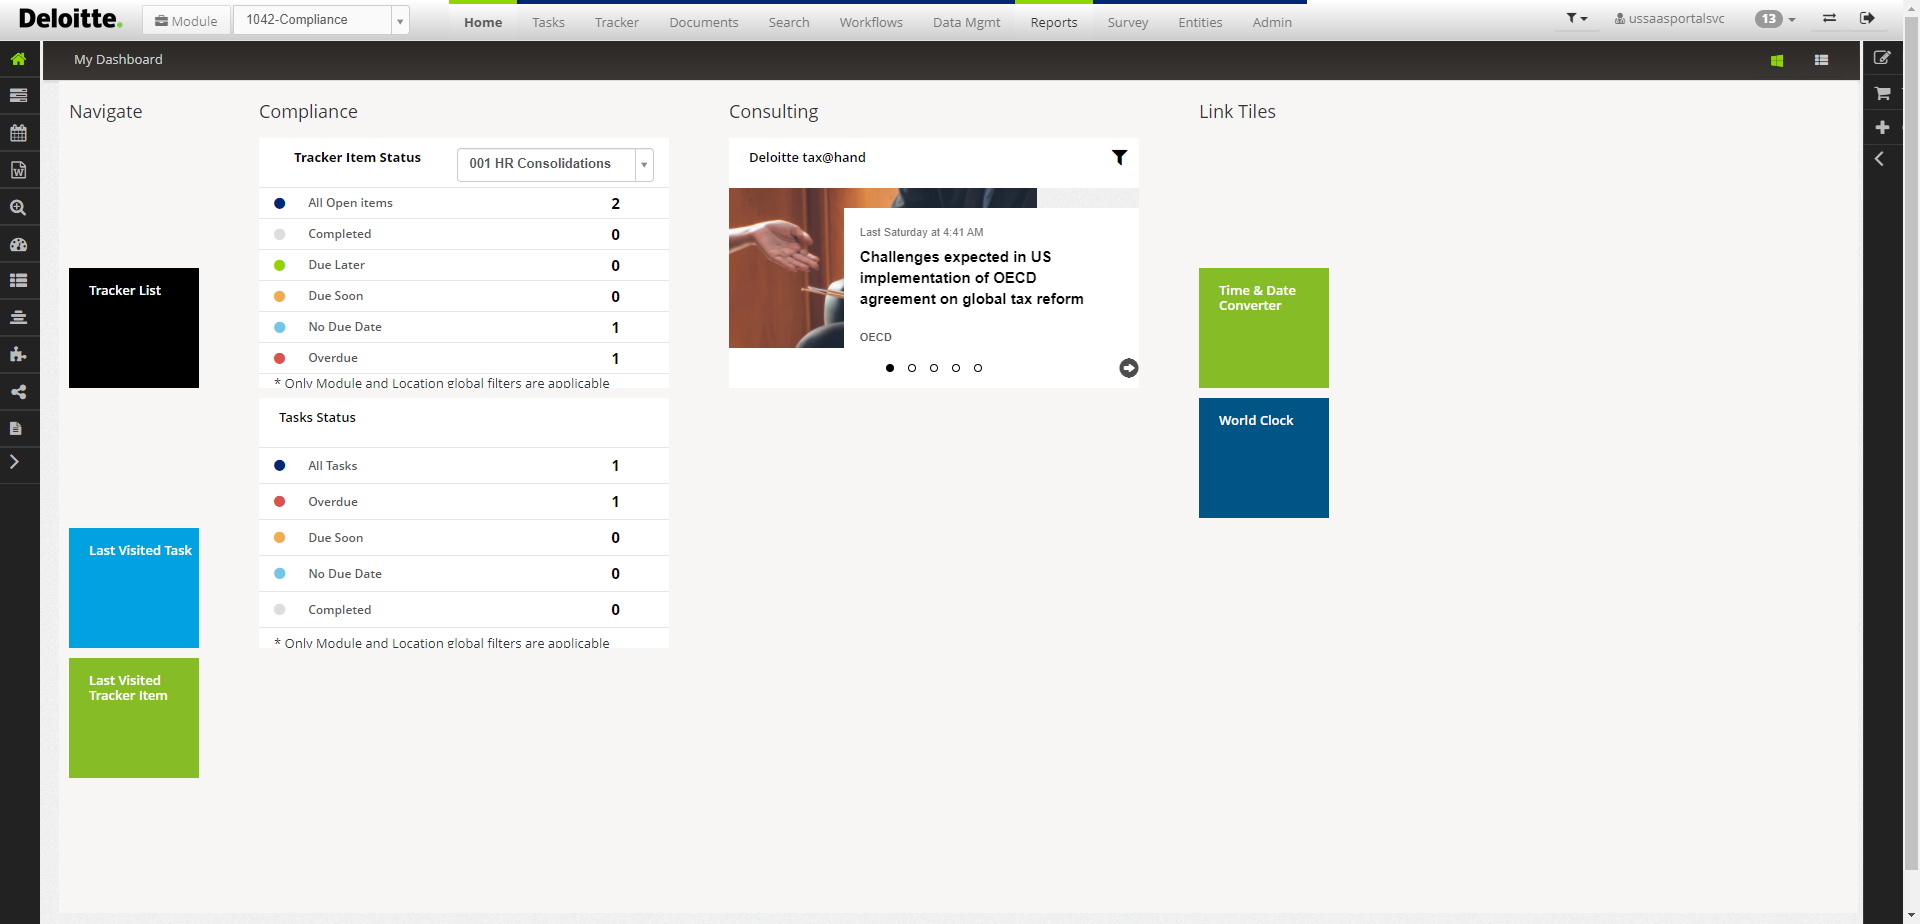 Deloitte.
Module
1042-Compliance
Home
Tasks
Tracker
Documents
Search
Workflows
Data Mgmt
Reports
Survey
Entities
Admin
ussaasportalsvc
13
My Dashboard
Navigate
Tracker List
Last Visited Task
Last Visited
Tracker Item
Compliance
Tracker Item Status
001 HR Consolidations
All Open items 2
Completed 0
Due Later 0
Due Soon 0
No Due Date 1
Overdue 1
* Only Module and Location global filters are applicable
Tasks Status
All Tasks 1
Overdue 1
Due Soon 0
No Due Date 0
Completed 0
* Only Module and Location global filters are applicable
Consulting
Deloitte tax@hand
Last Saturday at 4:41 AM
Challenges expected in US
implementation of OECD
agreement on global tax reform
OECD
Link Tiles
Time & Date
Converter
World Clock